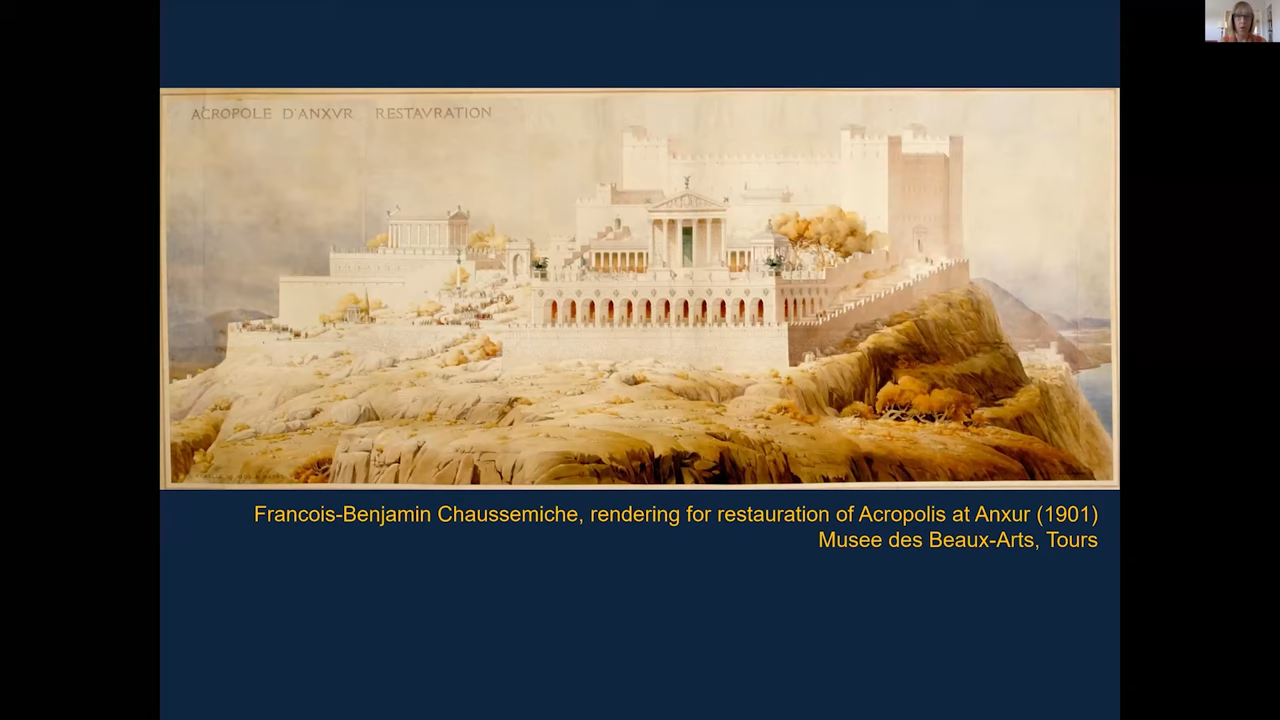 ACROPOLE D'ANXVR RESTAVRATION
Francois-Benjamin Chaussemiche, rendering for restauration of Acropolis at Anxur (1901)
Musee des Beaux-Arts, Tours